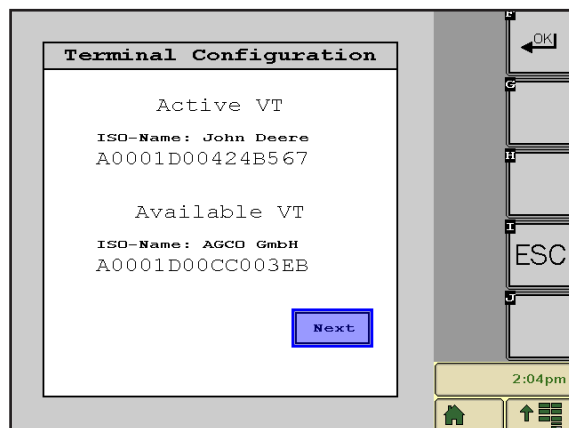 Terminal Configuration
Active VT
ISO-Name: John Deere
A0001D00424B567
Available VT
ISO-Name: AGCO GmbH
A0001D00CC003EB
Next
F
OK
G
H
I
ESC
J
2:04pm